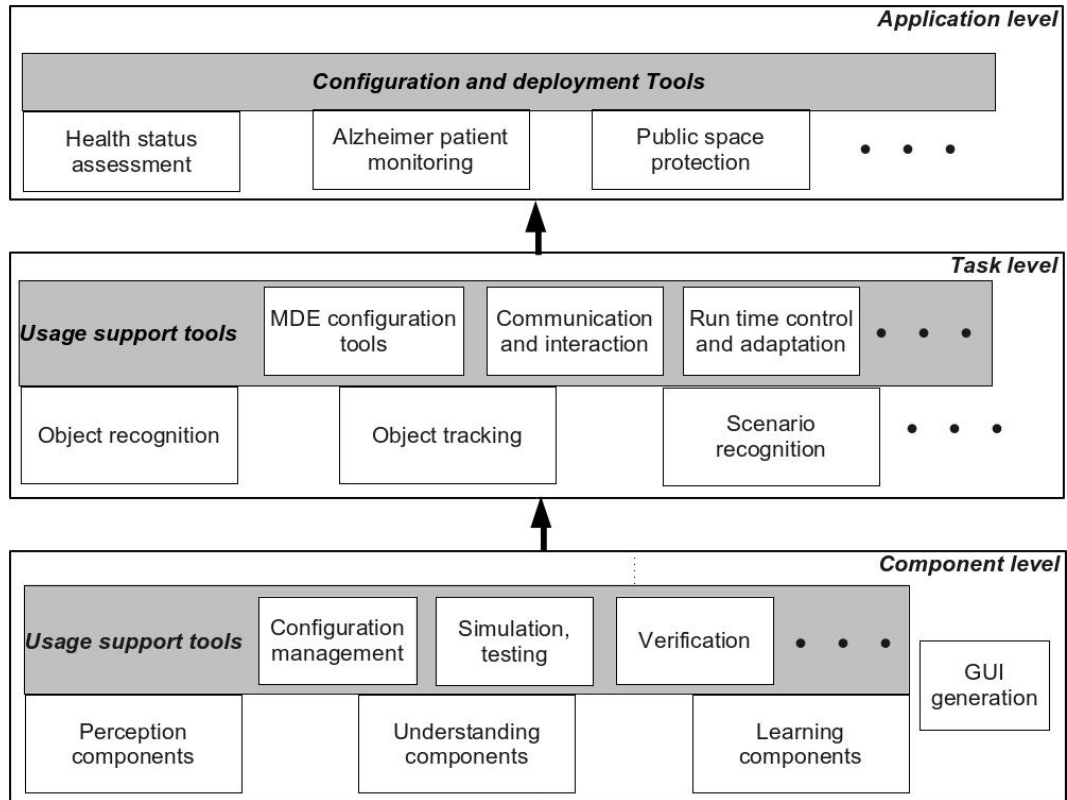 Application level
Configuration and deployment Tools
Health status
assessment
Alzheimer patient
monitoring
Public space
protection
Task level
Usage support tools
MDE configuration
tools
Communication
and interaction
Run time control
and adaptation
Object recognition
Object tracking
Scenario
recognition
Component level
Usage support tools
Configuration
management
Simulation,
testing
Verification
GUI
generation
Perception
components
Understanding
components
Learning
components